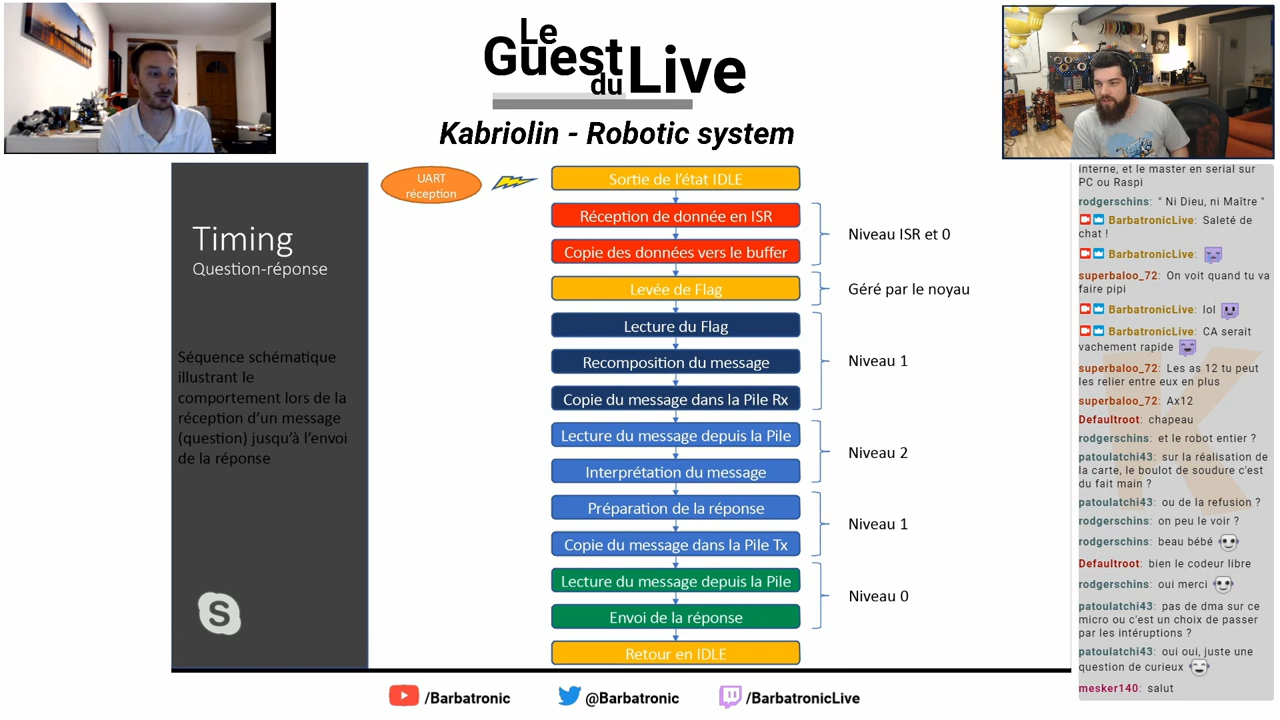 Le
Guest
du
Live
Kabriolin - Robotic system
Timing
Question-réponse
Séquence schématique
illustrant le
comportement lors de la
réception d'un message
(question) jusqu'à l'envoi
de la réponse
UART
réception
Sortie de l'état IDLE
Réception de donnée en ISR
Copie des données vers le buffer
Niveau ISR et 0
Levée de Flag
Géré par le noyau
Lecture du Flag
Recomposition du message
Copie du message dans la Pile Rx
Niveau 1
Lecture du message depuis la Pile
Interprétation du message
Niveau 2
Préparation de la réponse
Copie du message dans la Pile Tx
Niveau 1
Lecture du message depuis la Pile
Envoi de la réponse
Niveau 0
Retour en IDLE
interne, et le master en serial sur
PC ou Raspi
rodgerschins: " Ni Dieu, ni Maître "
BarbatronicLive: Saleté de
chat !
BarbatronicLive:
superbaloo_72: On voit quand tu va
faire pipi
BarbatronicLive: lol
BarbatronicLive: CA serait
vachement rapide
superbaloo_72: Les as 12 tu peut
les relier entre eux en plus
superbaloo_72: Ax12
Defaultroot: chapeau
rodgerschins: et le robot entier ?
patoulatchi43: sur la réalisation de
la carte, le boulot de soudure c'est
du fait main ?
patoulatchi43: ou de la refusion ?
rodgerschins: on peu le voir ?
rodgerschins: beau bébé
Defaultroot: bien le codeur libre
rodgerschins: oui merci
patoulatchi43: pas de dma sur ce
micro ou c'est un choix de passer
par les intéruptions ?
patoulatchi43: oui oui, juste une
question de curieux
mesker140: salut
/Barbatronic
@Barbatronic
/BarbatronicLive